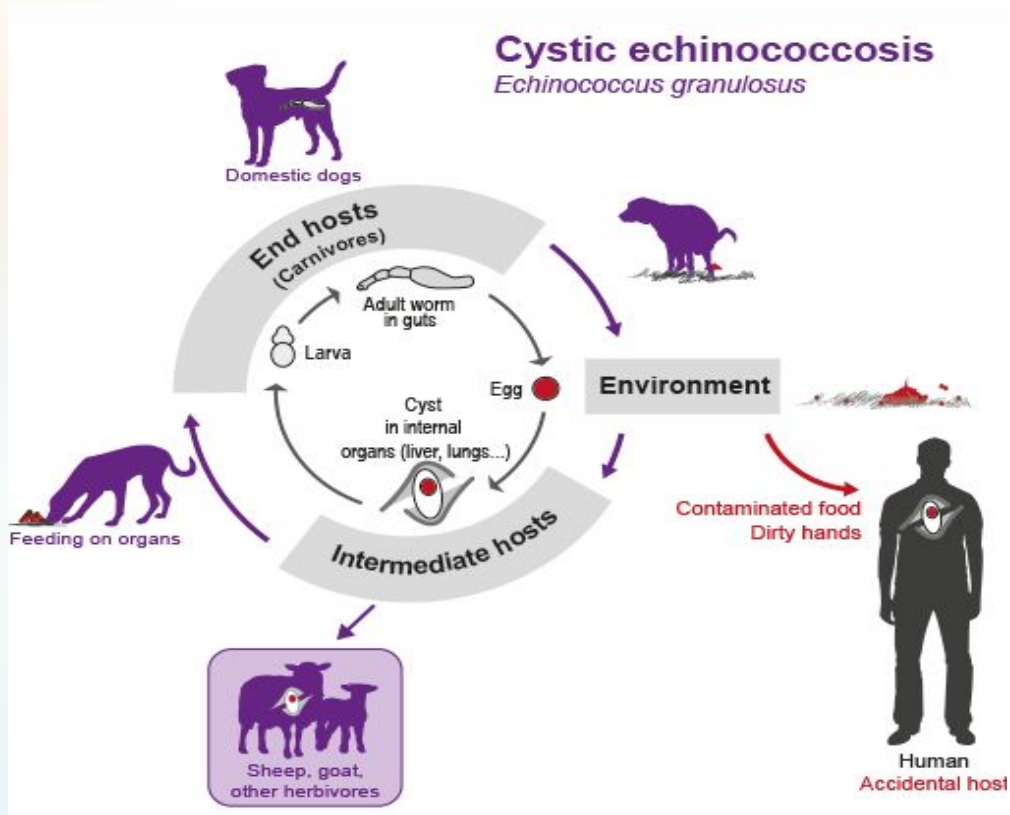 Cystic echinococcosis
Echinococcus granulosus
Domestic dogs
End hosts
(Carnivores)
Adult worm
in guts
Larva
Egg
Environment
Cyst
in internal
organs (liver, lungs...)
Feeding on organs
Intermediate hosts
Contaminated food
Dirty hands
Sheep, goat,
other herbivores
Human
Accidental host